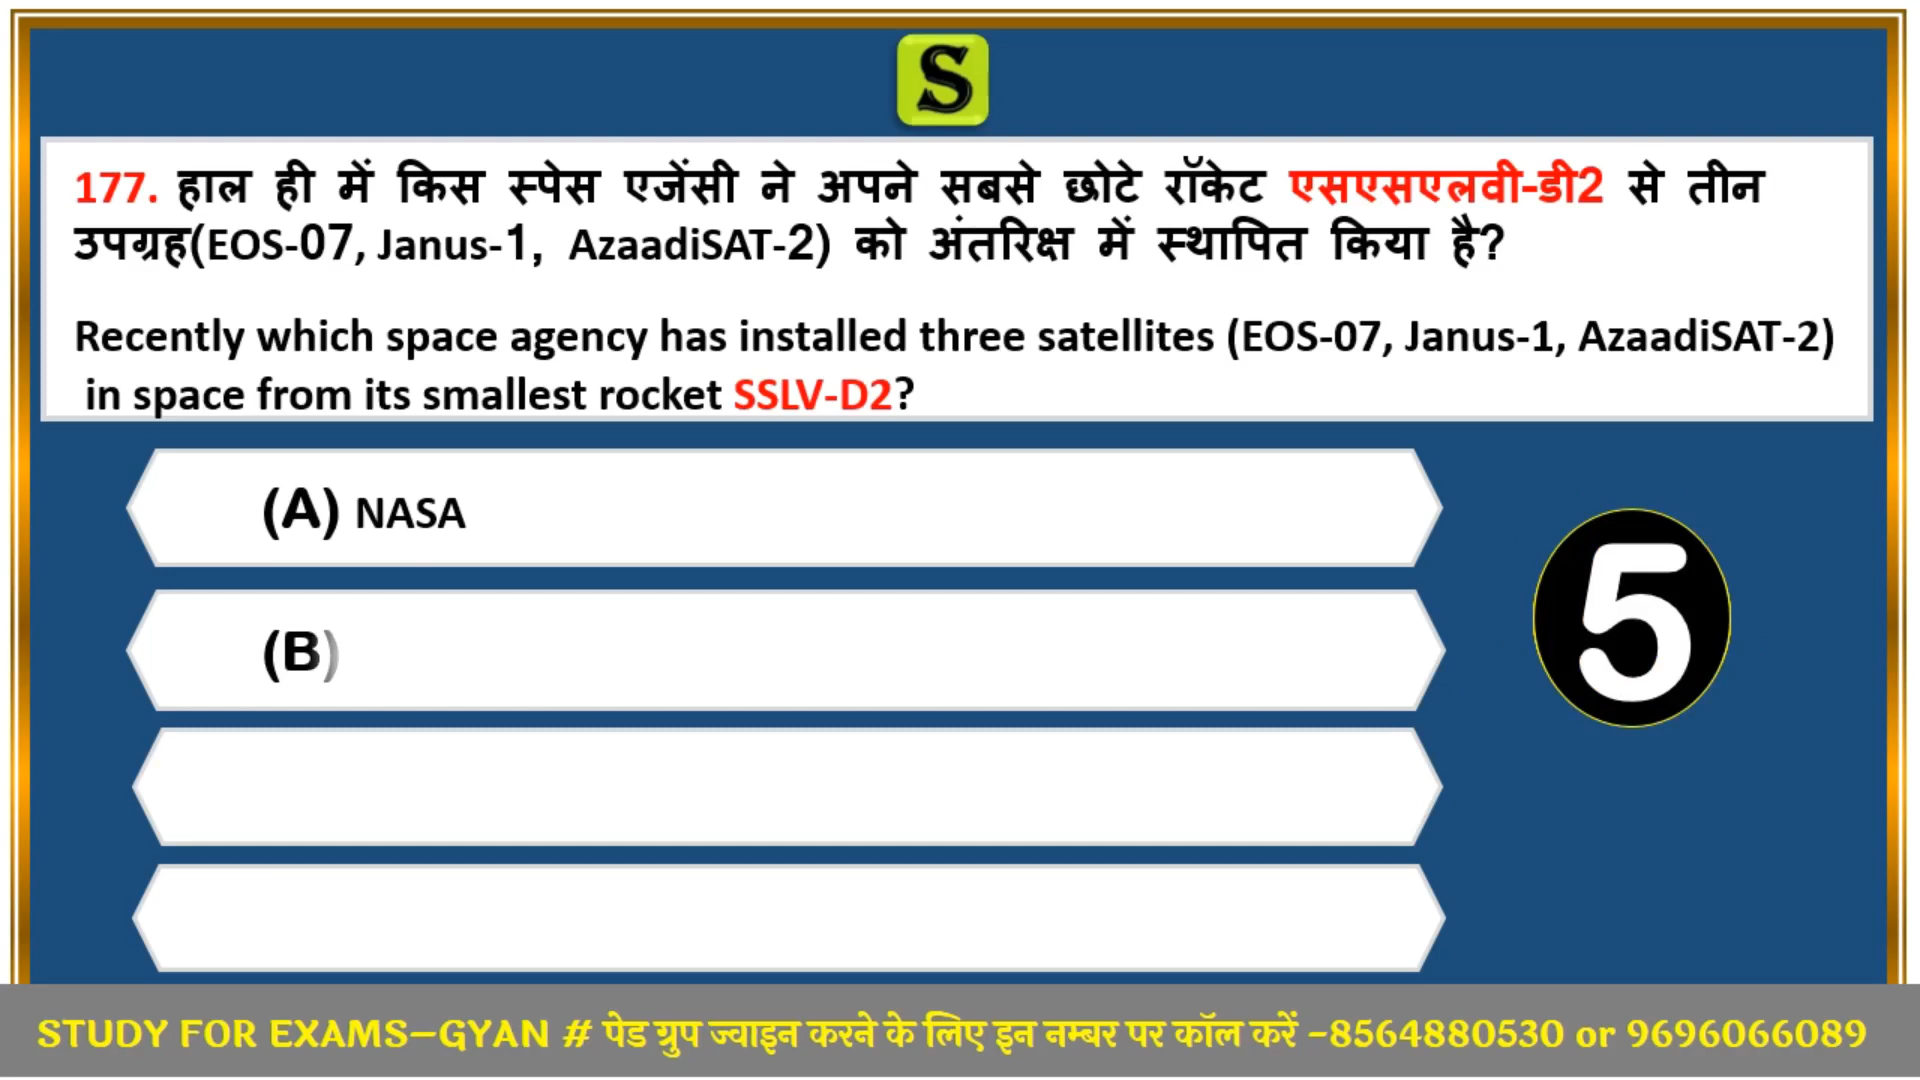 S
177. हाल ही में किस स्पेस एजेंसी ने अपने सबसे छोटे रॉकेट एसएसएलवी-डी2 से तीन
उपग्रह(EOS-07, Janus-1, AzaadiSAT-2) को अंतरिक्ष में स्थापित किया है?
Recently which space agency has installed three satellites (EOS-07, Janus-1, AzaadiSAT-2)
in space from its smallest rocket SSLV-D2?
(A) NASA
(B)
5
STUDY FOR EXAMS–GYAN # पेड ग्रुप ज्वाइन करने के लिए इन नम्बर पर कॉल करें -8564880530 or 9696066089